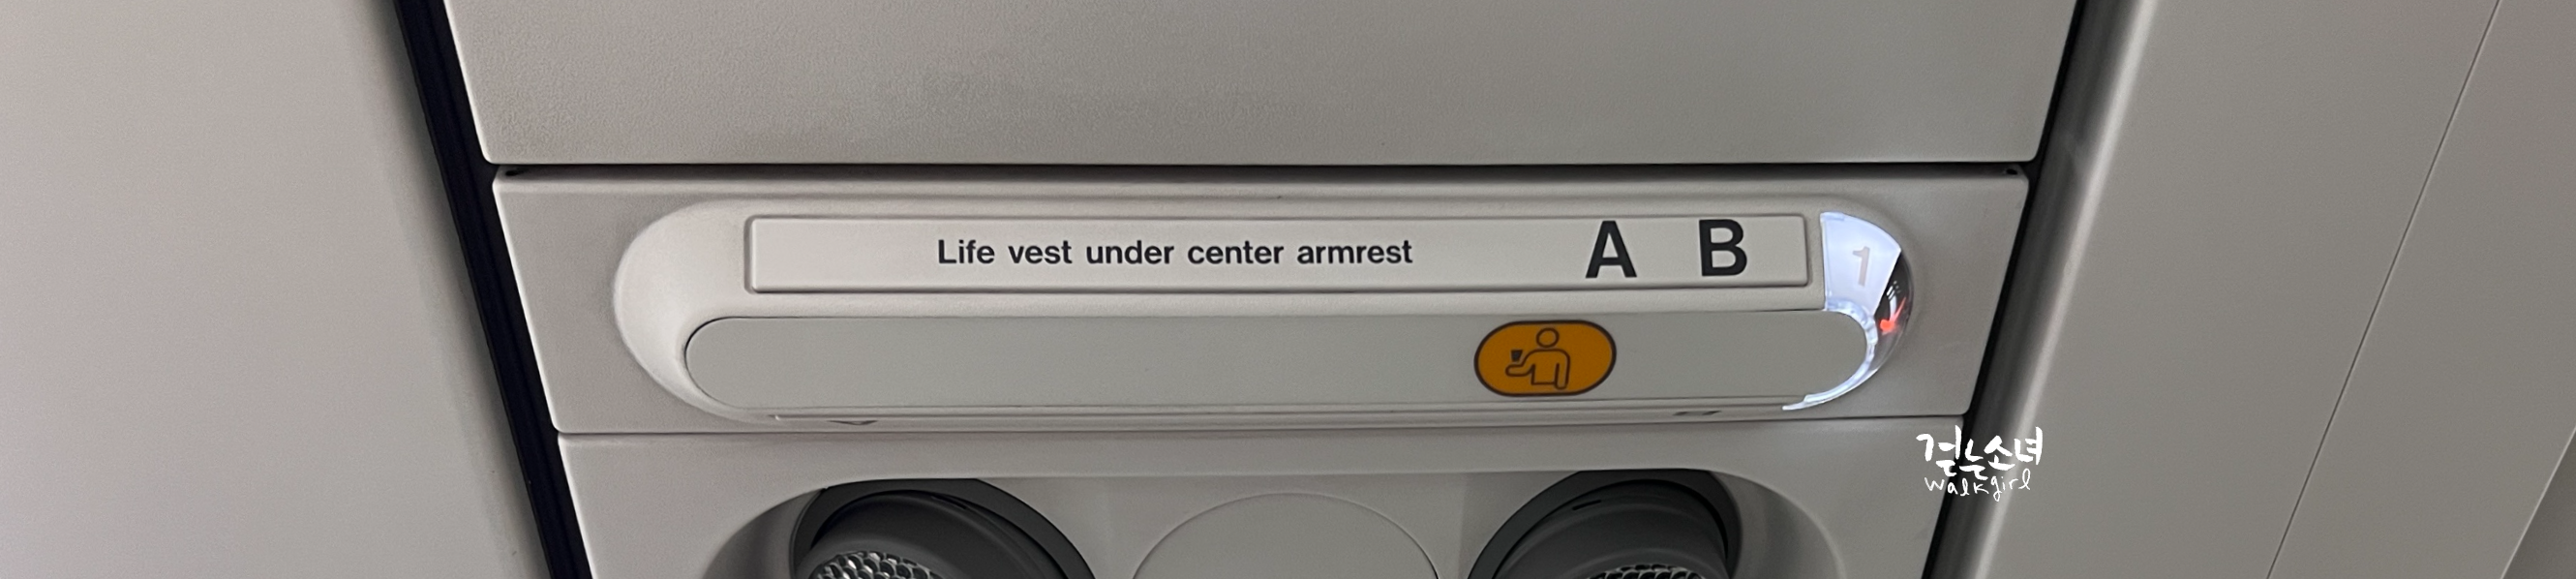 Life vest under center armrest A B
1
걷는소녀
walkgirl